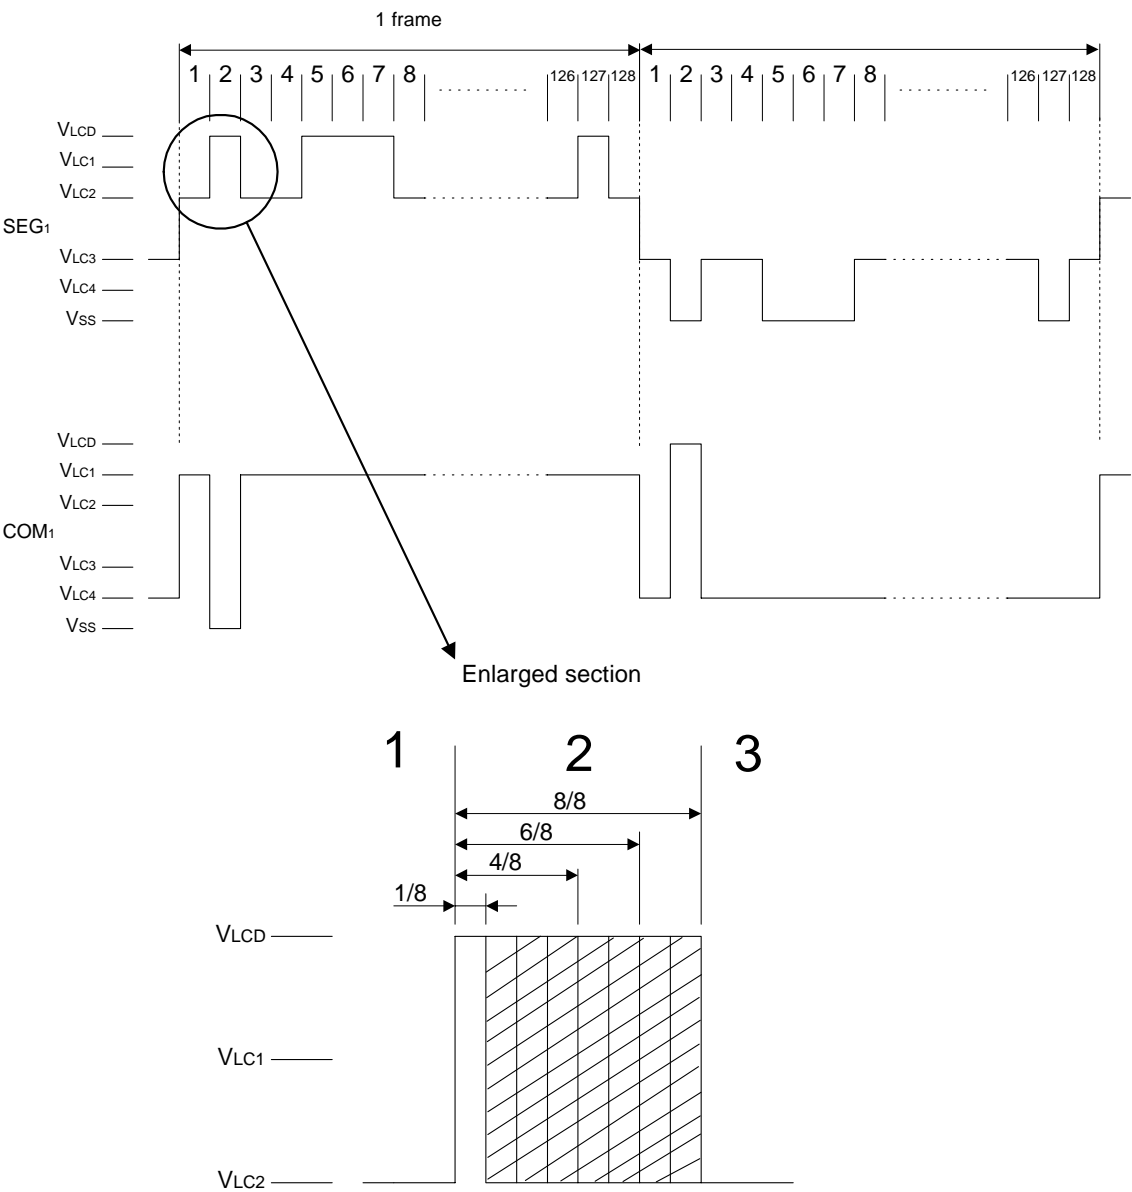 1 frame
1 2 3 4 5 6 7 8 126 127 128 1 2 3 4 5 6 7 8 126 127 128
VLCD
VLC1
VLC2
SEG1
VLC3
VLC4
VSS
VLCD
VLC1
VLC2
COM1
VLC3
VLC4
VSS
Enlarged section
1 2 3
8/8
6/8
4/8
1/8
VLCD
VLC1
VLC2